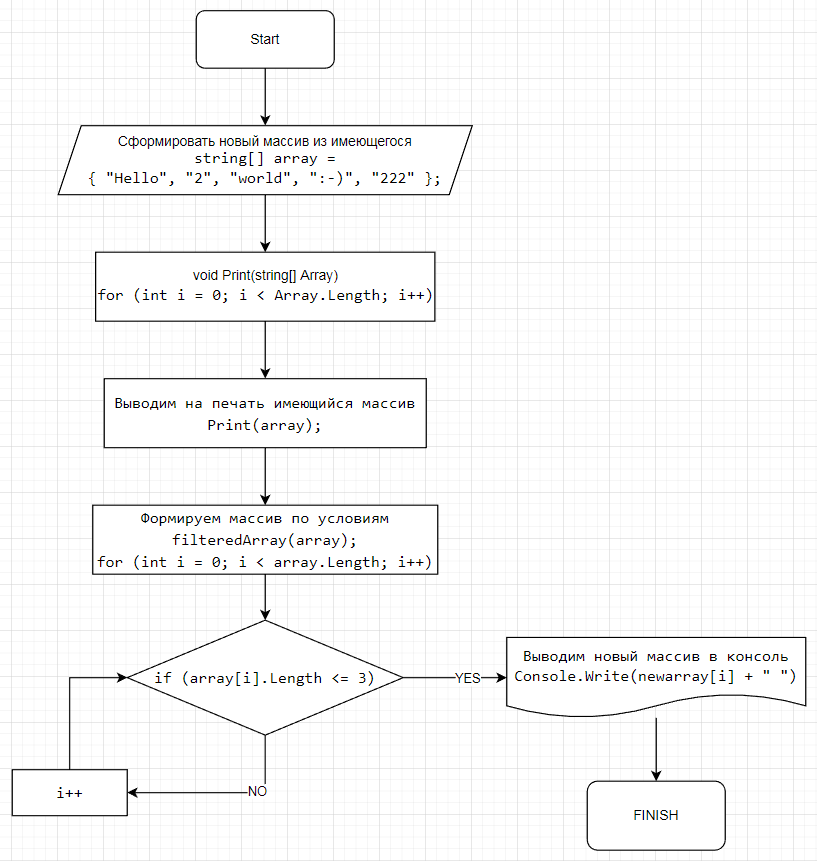 Start
Сформировать новый массив из имеющегося
string[] array =
{ "Hello", "2", "world", ":-)", "222" };
void Print(string[] Array)
for (int i = 0; i < Array.Length; i++)
Выводим на печать имеющийся массив
Print(array);
Формируем массив по условиям
filteredArray(array);
for (int i = 0; i < array.Length; i++)
if (array[i].Length <= 3)
YES
Выводим новый массив в консоль
Console.Write(newarray[i] + " ")
NO
i++
FINISH